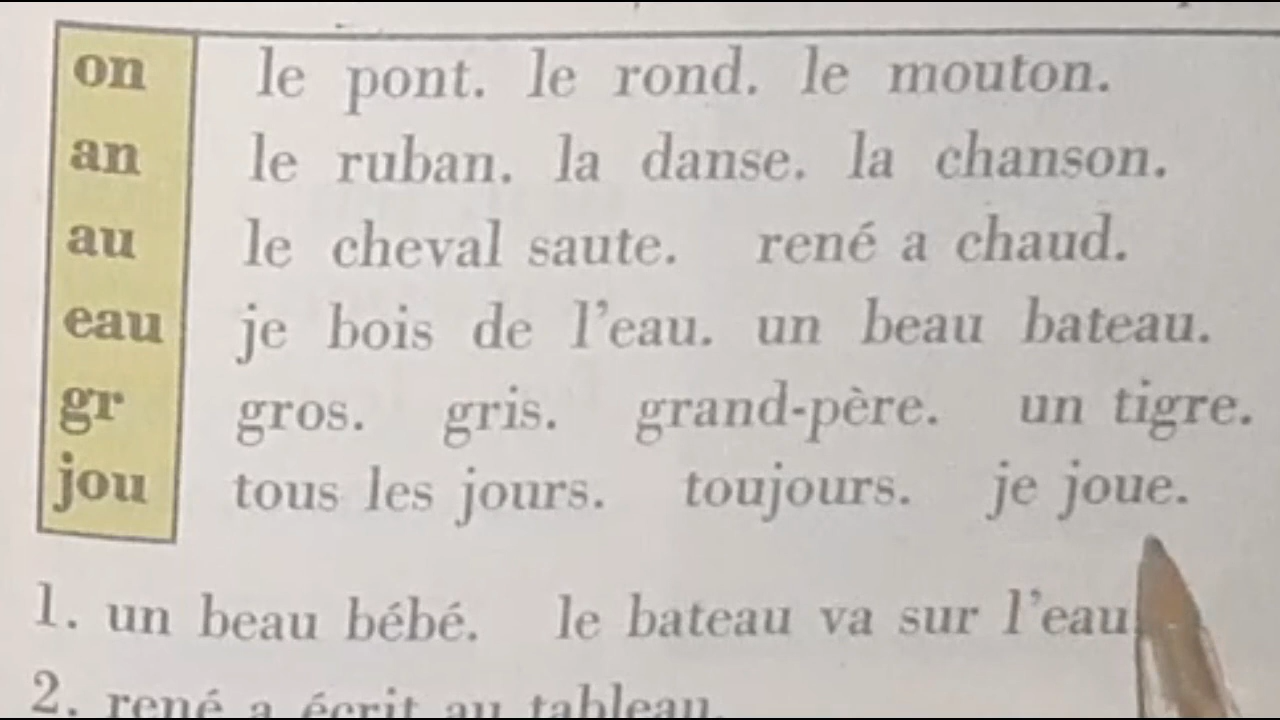 on le pont. le rond. le mouton.
an le ruban. la danse. la chanson.
au le cheval saute. rené a chaud.
eau je bois de l'eau. un beau bateau.
gr gros. gris. grand-père. un tigre.
jou tous les jours. toujours. je joue.
1. un beau bébé. le bateau va sur l'eau
2. rené a écrit au tableau.